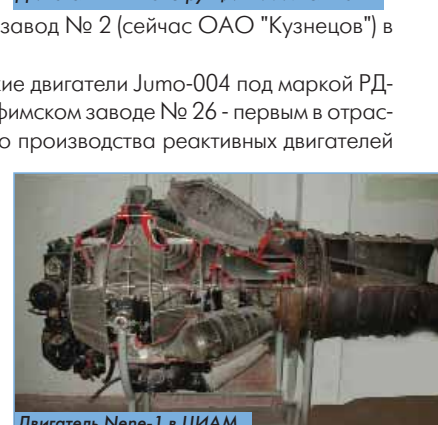 завод № 2 (сейчас ОАО "Кузнецов") в
кие двигатели Jumo-004 под маркой РД-
фимском заводе № 26 - первым в отрас-
о производства реактивных двигателей
Двигатель Nene-1 в ЦИАМ